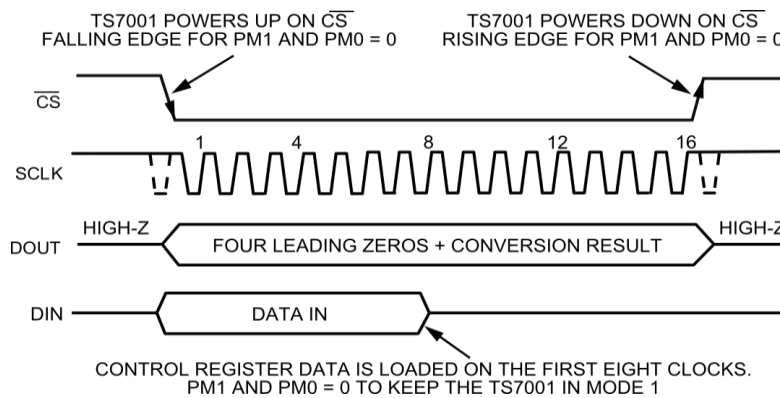 TS7001 POWERS UP ON CS
FALLING EDGE FOR PM1 AND PM0 = 0
TS7001 POWERS DOWN ON CS
RISING EDGE FOR PM1 AND PM0 = 0
CS
1 4 8 12 16
SCLK
HIGH-Z
HIGH-Z
DOUT
FOUR LEADING ZEROS + CONVERSION RESULT
DIN
DATA IN
CONTROL REGISTER DATA IS LOADED ON THE FIRST EIGHT CLOCKS.
PM1 AND PM0 = 0 TO KEEP THE TS7001 IN MODE 1